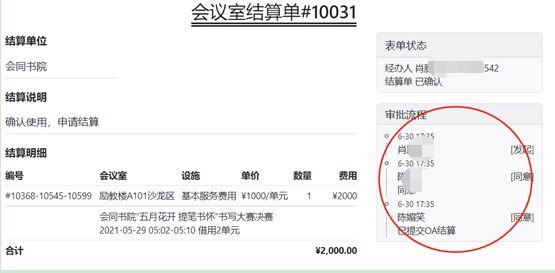 会议室结算单#10031
结算单位
会同书院
结算说明
确认使用，申请结算
结算明细
编号 会议室 设施 单价 数量 费用
#10368-10545-10599 励教楼A101沙龙区 基本服务费用 ¥1000/单元 1 ¥2000
会同书院“五月花开 提笔书怀”书写大赛决赛
2021-05-29 05:02-05:10 借用2单元
合计 ¥2,000.00
表单状态
经办人 肖 542
结算单 已确认
审批流程
6-30 17:35
肖 [发起]
6-30 17:35
陈 [同意]
同意
6-30 17:35
陈媚笑 [同意]
已提交OA结算